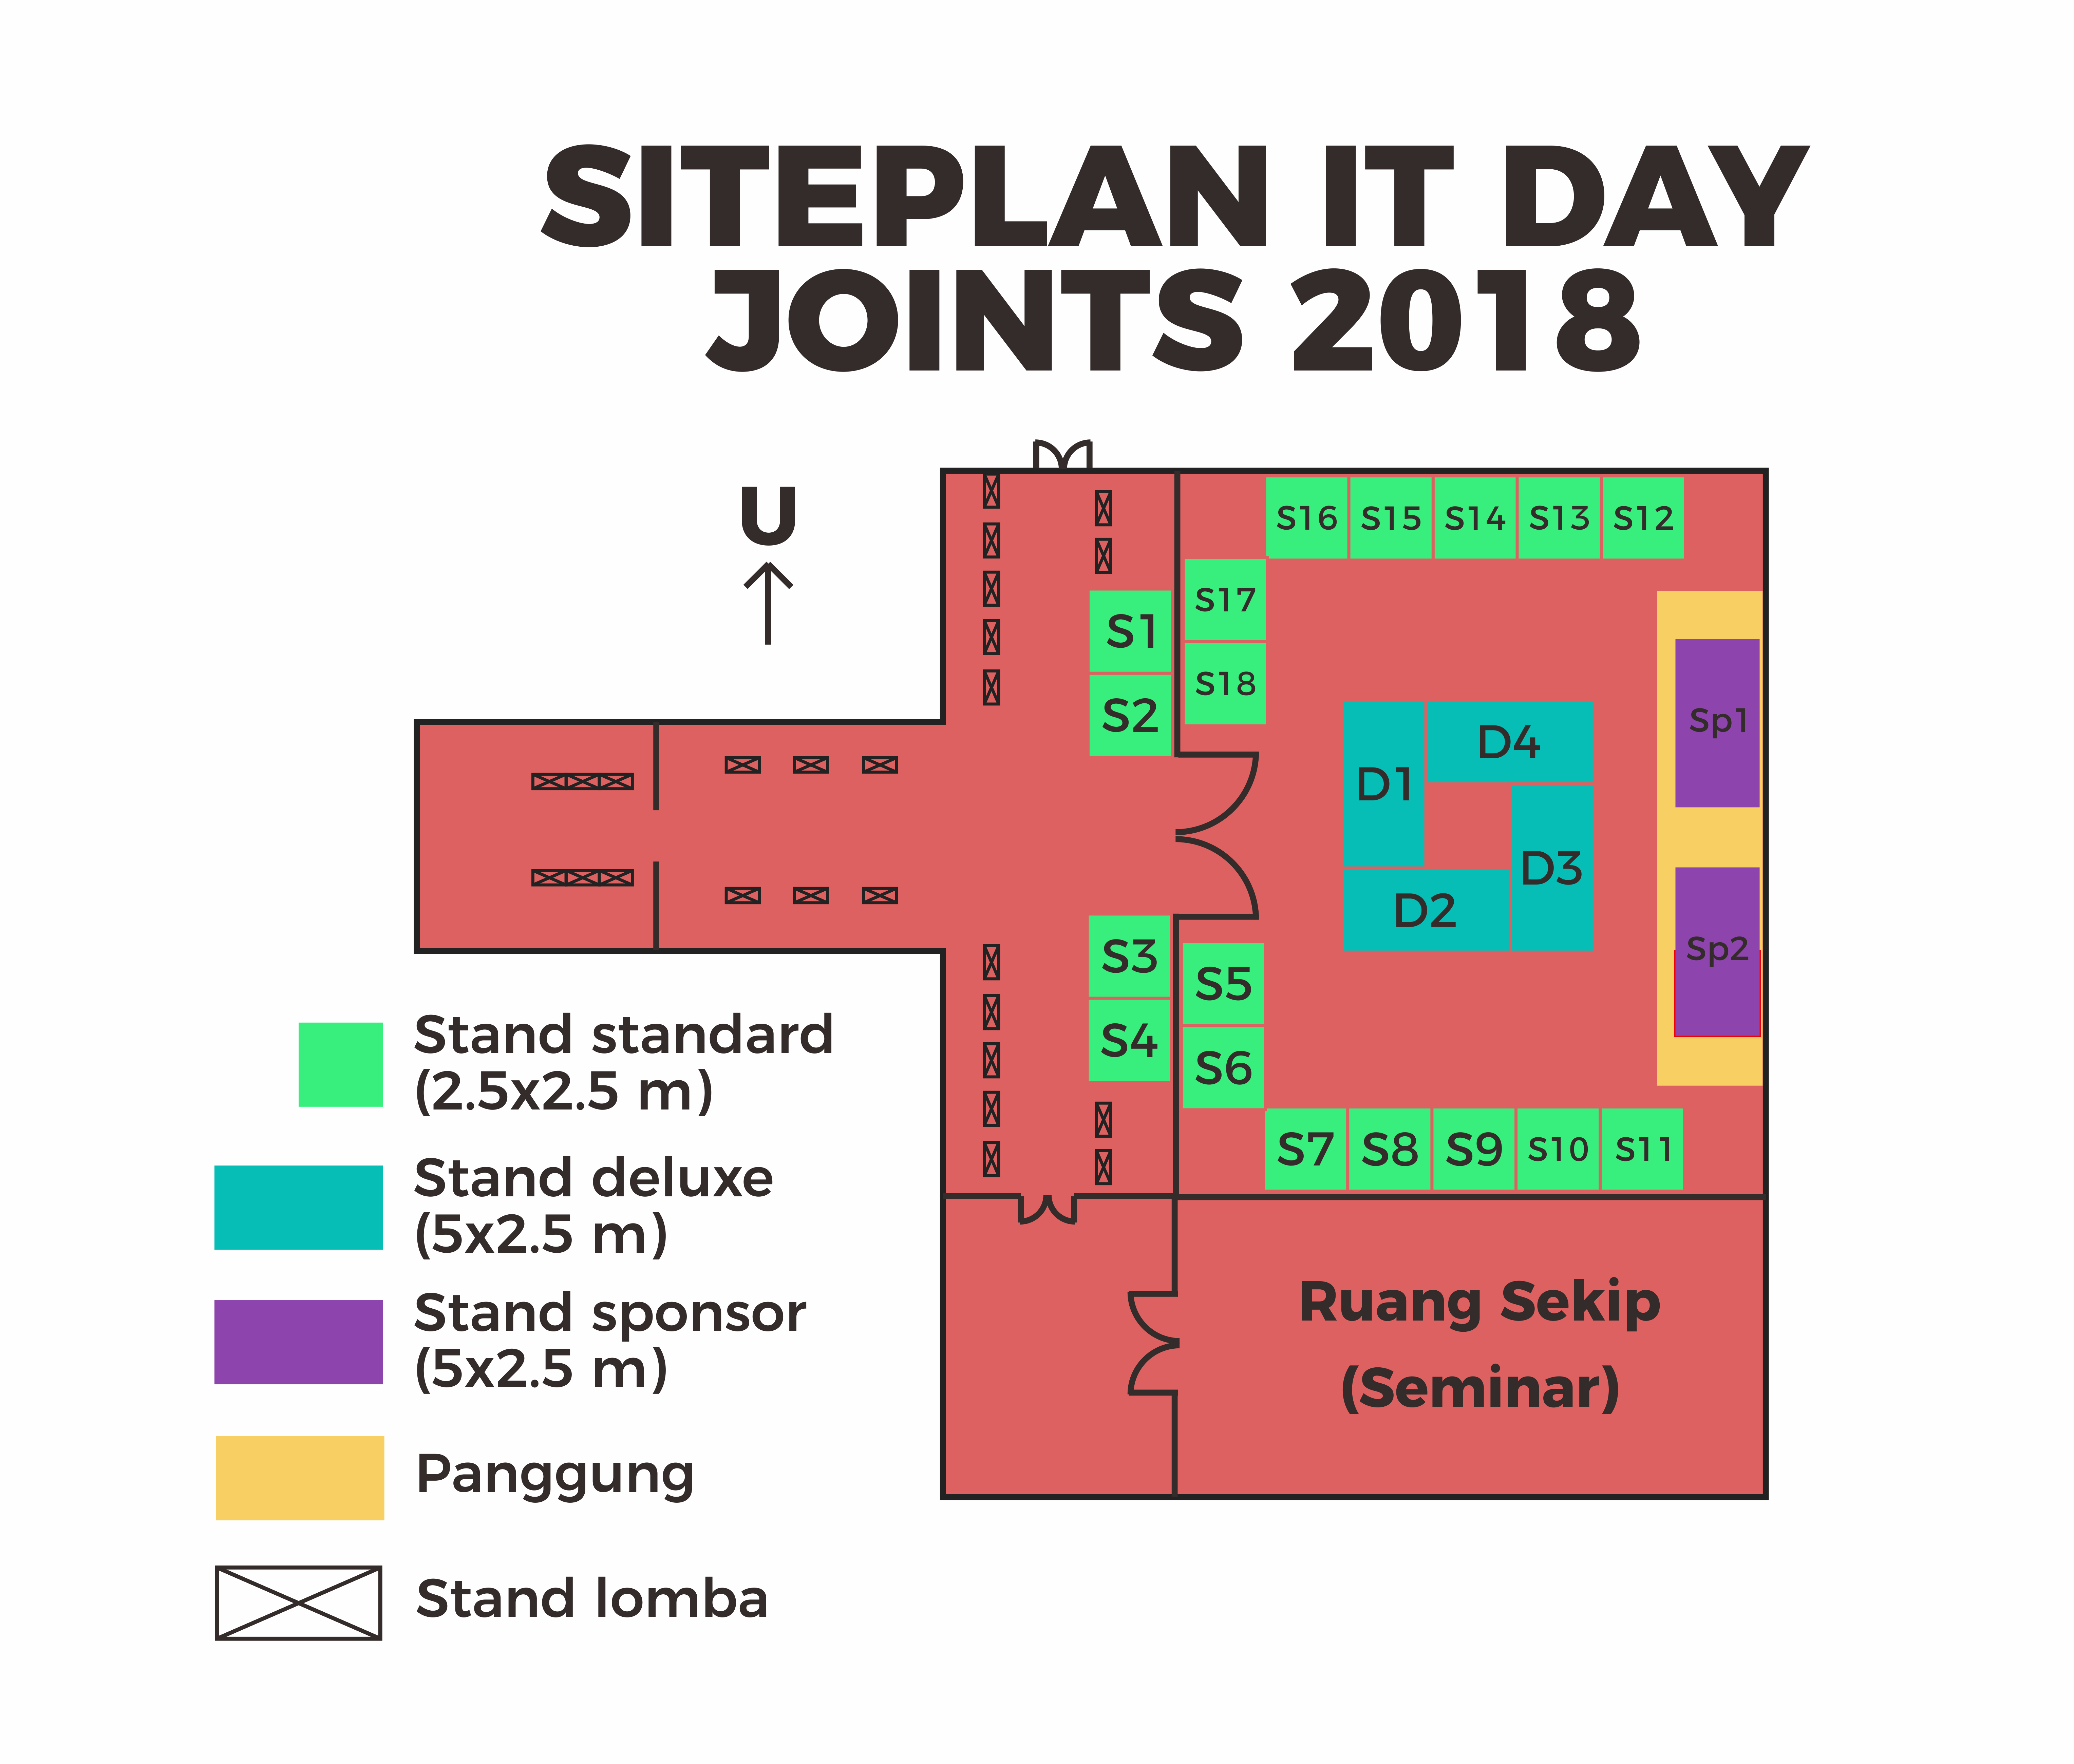 SITEPLAN IT DAY
JOINTS 2018
U
S16 S15 S14 S13 S12
S17
S1
S18
S2
Sp1
D4
D1
D3
D2
Sp2
S3
S5
S4
S6
S7 S8 S9 S10 S11
Ruang Sekip
(Seminar)
Stand standard
(2.5x2.5 m)
Stand deluxe
(5x2.5 m)
Stand sponsor
(5x2.5 m)
Panggung
Stand lomba